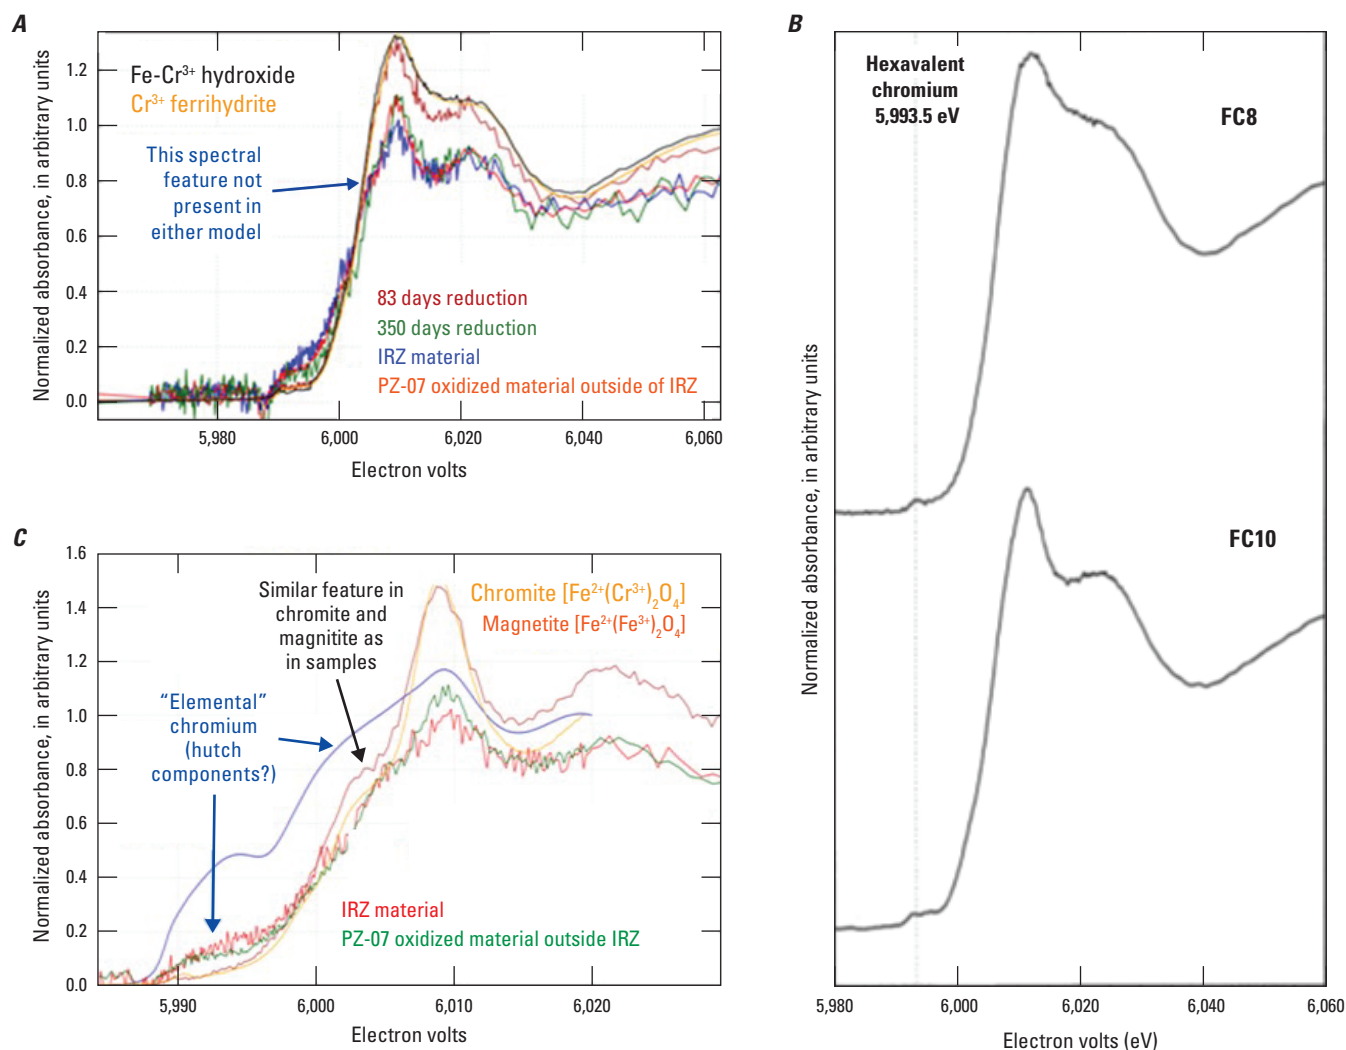 A
Normalized absorbance, in arbitrary units
1.2
1.0
0.8
0.6
0.4
0.2
0.0
Fe-Cr³⁺ hydroxide
Cr³⁺ ferrihydrite
This spectral
feature not
present in
either model
83 days reduction
350 days reduction
IRZ material
PZ-07 oxidized material outside of IRZ
5,980
6,000
6,020
6,040
6,060
Electron volts
B
Normalized absorbance, in arbitrary units
Hexavalent
chromium
5,993.5 eV
FC8
FC10
5,980
6,000
6,020
6,040
6,060
Electron volts (eV)
C
Normalized absorbance, in arbitrary units
1.6
1.4
1.2
1.0
0.8
0.6
0.4
0.2
0.0
Similar feature in
chromite and
magnitite as
in samples
Chromite [Fe²⁺(Cr³⁺)₂O₄]
Magnetite [Fe²⁺(Fe³⁺)₂O₄]
“Elemental”
chromium
(hutch
components?)
IRZ material
PZ-07 oxidized material outside IRZ
5,990
6,000
6,010
6,020
Electron volts